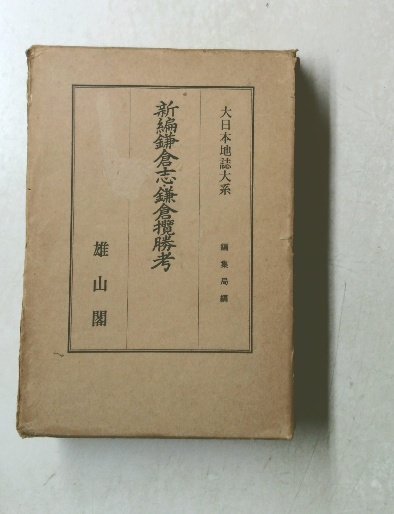 大日本地誌大系
編集局編
新編鎌倉志鎌倉攬勝考
雄山閣